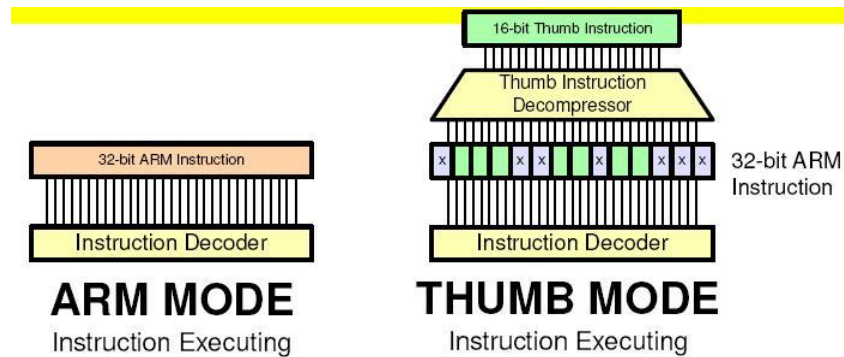 16-bit Thumb Instruction
Thumb Instruction
Decompressor
32-bit ARM Instruction
x x x x x x x
32-bit ARM
Instruction
Instruction Decoder
Instruction Decoder
ARM MODE
THUMB MODE
Instruction Executing
Instruction Executing